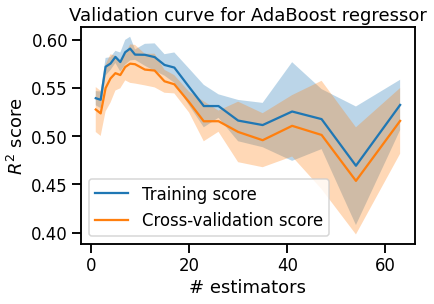 Validation curve for AdaBoost regressor
0.60
0.55
0.50
0.45
0.40
R² score
Training score
Cross-validation score
0 20 40 60
# estimators